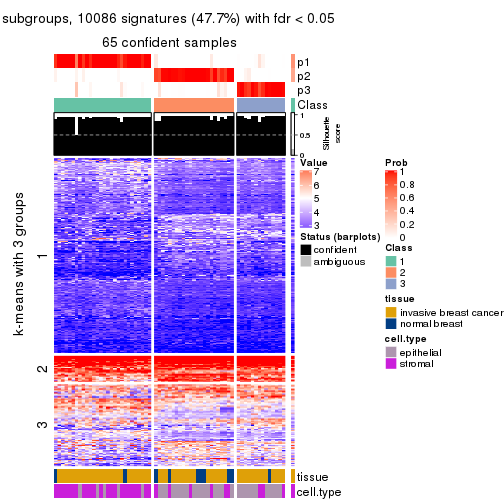 subgroups, 10086 signatures (47.7%) with fdr < 0.05
65 confident samples
p1
p2
p3
Class
1
0.5
0
Silhouette
score
k-means with 3 groups
1
2
3
Value
7
6
5
4
3
Status (barplots)
confident
ambiguous
Prob
1
0.8
0.6
0.4
0.2
0
Class
1
2
3
tissue
invasive breast cancer
normal breast
cell.type
epithelial
stromal
tissue
cell.type